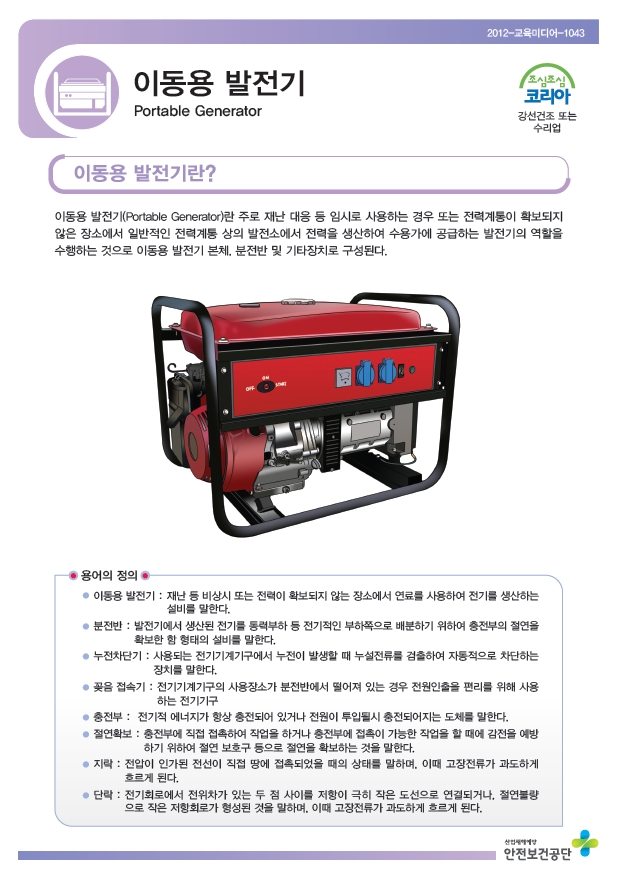 2012-교육미디어-1043
이동용 발전기
Portable Generator
조심조심
코리아
강선건조 또는
수리업
이동용 발전기란?
이동용 발전기(Portable Generator)란 주로 재난 대응 등 임시로 사용하는 경우 또는 전력계통이 확보되지
않은 장소에서 일반적인 전력계통 상의 발전소에서 전력을 생산하여 수용가에 공급하는 발전기의 역할을
수행하는 것으로 이동용 발전기 본체, 분전반 및 기타장치로 구성된다.
ON
OFF
용어의 정의
이동용 발전기 : 재난 등 비상시 또는 전력이 확보되지 않는 장소에서 연료를 사용하여 전기를 생산하는
설비를 말한다.
분전반 : 발전기에서 생산된 전기를 동력부하 등 전기적인 부하쪽으로 배분하기 위하여 충전부의 절연을
확보한 함 형태의 설비를 말한다.
누전차단기 : 사용되는 전기기계기구에서 누전이 발생할 때 누설전류를 검출하여 자동적으로 차단하는
장치를 말한다.
꽂음 접속기 : 전기기계기구의 사용장소가 분전반에서 떨어져 있는 경우 전원인출을 편리를 위해 사용
하는 전기기구
충전부 : 전기적 에너지가 항상 충전되어 있거나 전원이 투입될시 충전되어지는 도체를 말한다.
절연확보 : 충전부에 직접 접촉하여 작업을 하거나 충전부에 접촉이 가능한 작업을 할 때에 감전을 예방
하기 위하여 절연 보호구 등으로 절연을 확보하는 것을 말한다.
지락 : 전압이 인가된 전선이 직접 땅에 접촉되었을 때의 상태를 말하며, 이때 고장전류가 과도하게
흐르게 된다.
단락 : 전기회로에서 전위차가 있는 두 점 사이를 저항이 극히 작은 도선으로 연결되거나, 절연불량
으로 작은 저항회로가 형성된 것을 말하며, 이때 고장전류가 과도하게 흐르게 된다.
산업재해예방
안전보건공단